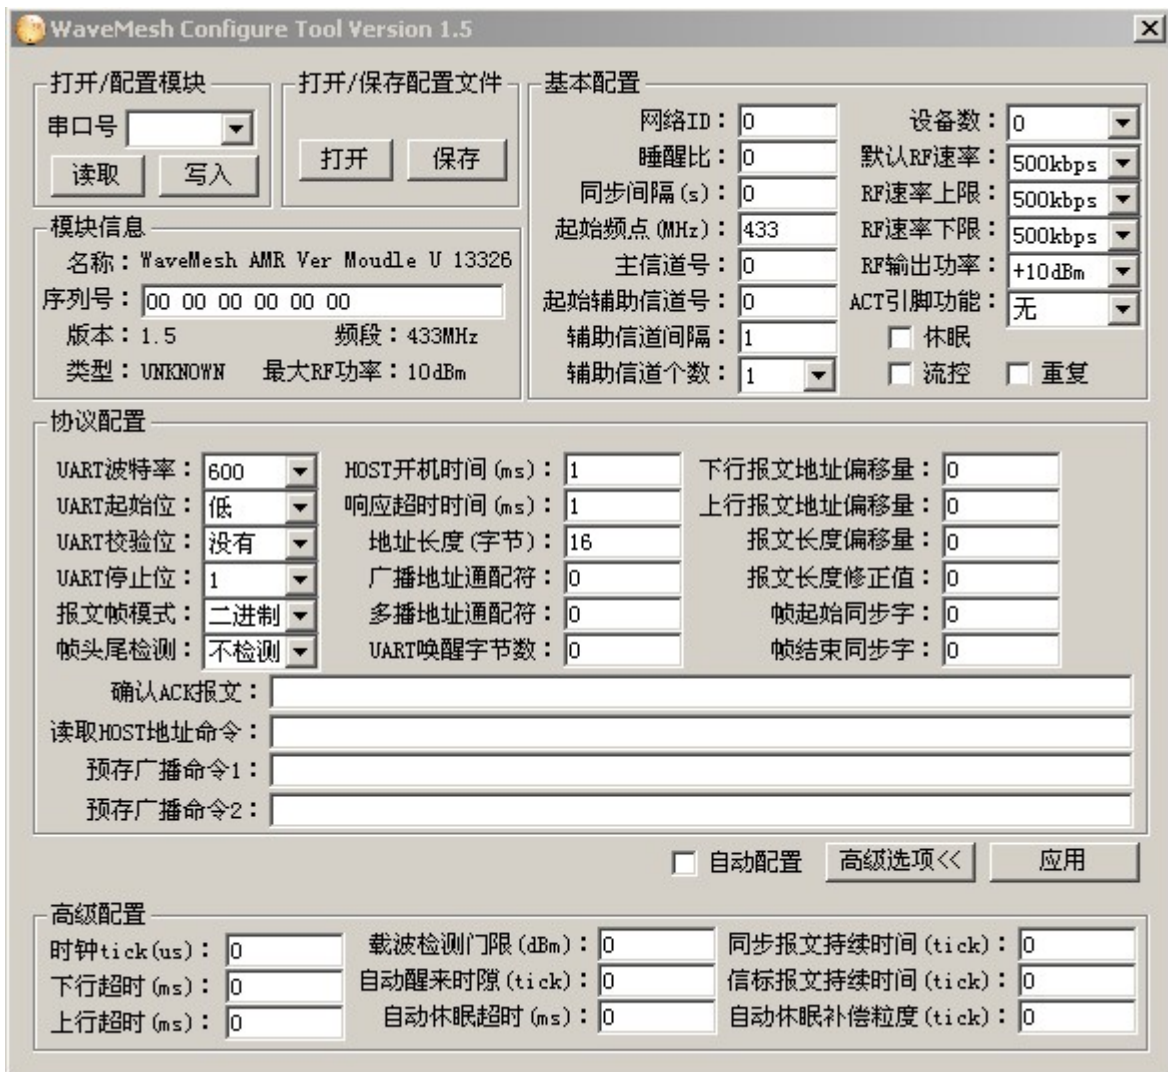 WaveMesh Configure Tool Version 1.5
打开/配置模块
串口号
读取 写入
打开/保存配置文件
打开 保存
模块信息
名称：WaveMesh AMR Ver Moudle U 13326
序列号：00 00 00 00 00 00
版本：1.5 频段：433MHz
类型：UNKNOWN 最大RF功率：10dBm
基本配置
网络ID：0 设备数：0
睡醒比：0 默认RF速率：500kbps
同步间隔(s)：0 RF速率上限：500kbps
起始频点(MHz)：433 RF速率下限：500kbps
主信道号：0 RF输出功率：+10dBm
起始辅助信道号：0 ACT引脚功能：无
辅助信道间隔：1 休眠
辅助信道个数：1 流控 重复
协议配置
UART波特率：600 HOST开机时间(ms)：1 下行报文地址偏移量：0
UART起始位：低 响应超时时间(ms)：1 上行报文地址偏移量：0
UART校验位：没有 地址长度(字节)：16 报文长度偏移量：0
UART停止位：1 广播地址通配符：0 报文长度修正值：0
报文帧模式：二进制 多播地址通配符：0 帧起始同步字：0
帧头尾检测：不检测 UART唤醒字节数：0 帧结束同步字：0
确认ACK报文：
读取HOST地址命令：
预存广播命令1：
预存广播命令2：
自动配置 高级选项<< 应用
高级配置
时钟tick(us)：0 载波检测门限(dBm)：0 同步报文持续时间(tick)：0
下行超时(ms)：0 自动醒来时隙(tick)：0 信标报文持续时间(tick)：0
上行超时(ms)：0 自动休眠超时(ms)：0 自动休眠补偿粒度(tick)：0